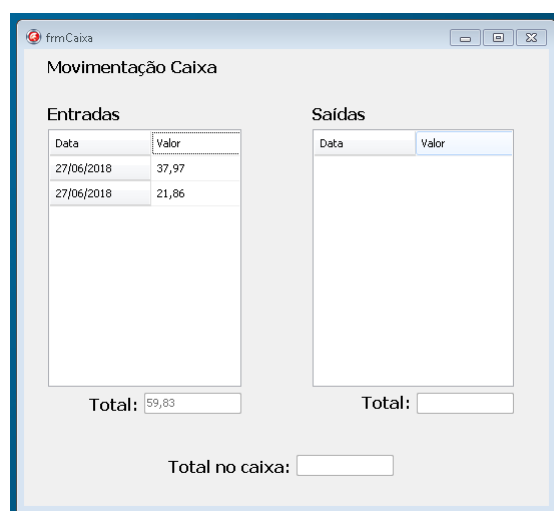 frmCaixa
Movimentação Caixa
Entradas
Data Valor
27/06/2018 37,97
27/06/2018 21,86
Total: 59,83
Saídas
Data Valor
Total:
Total no caixa: